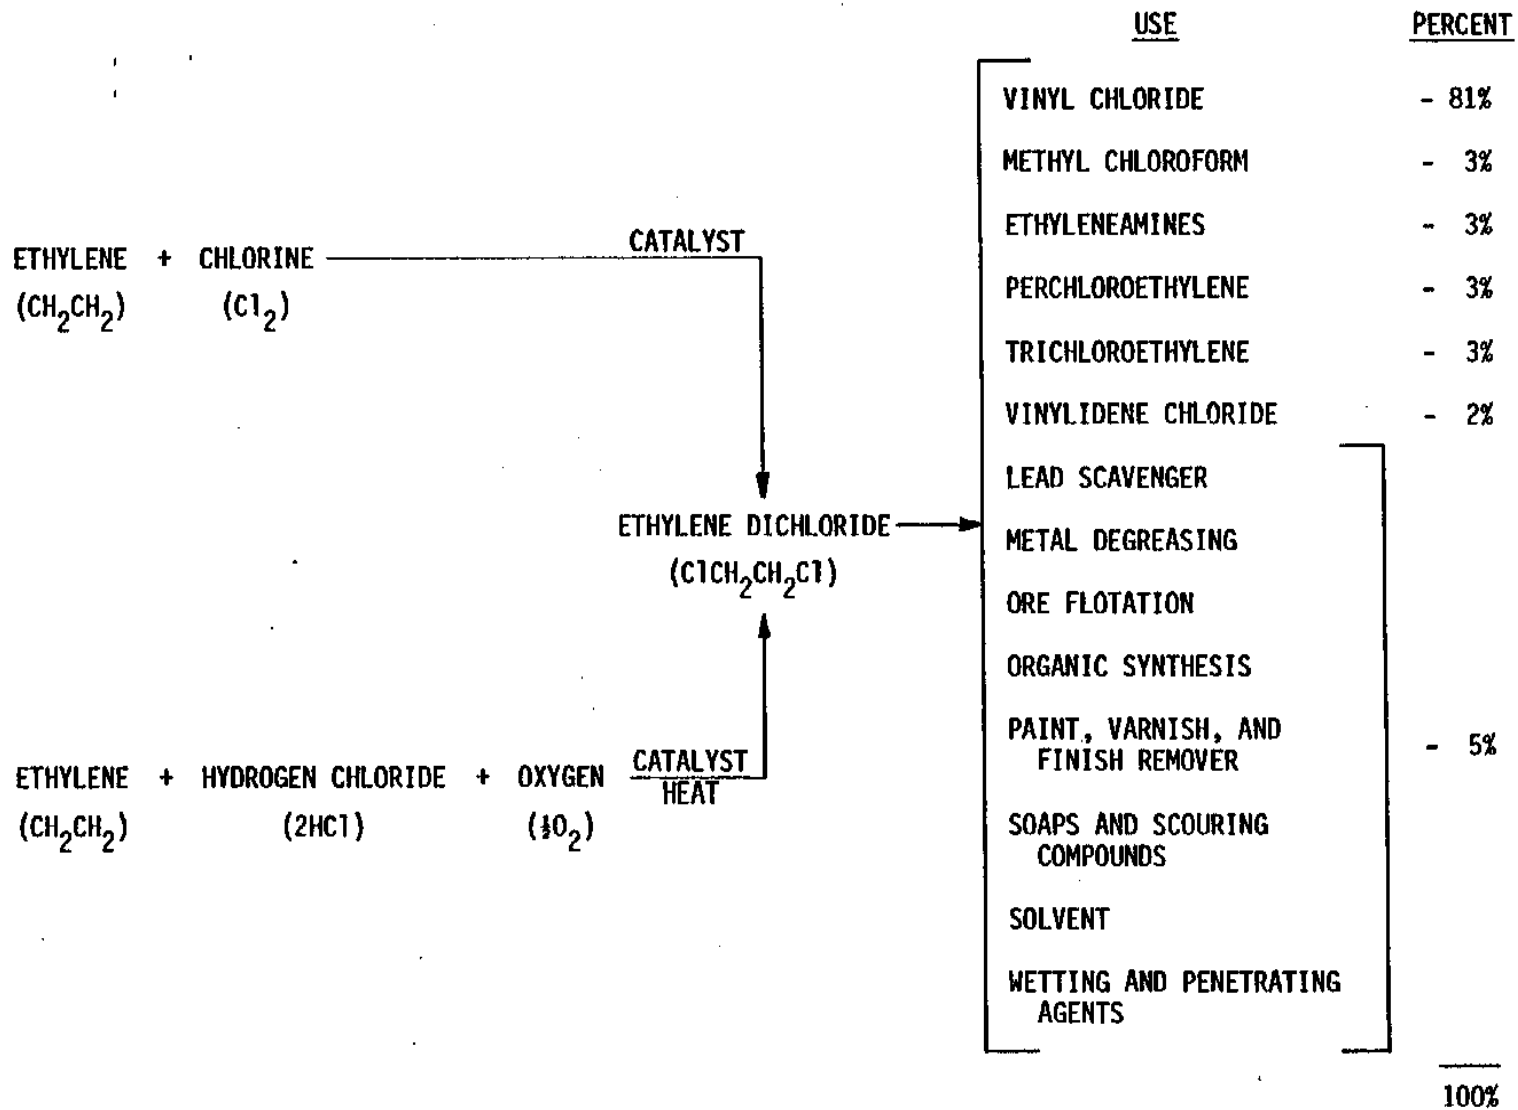 USE PERCENT
VINYL CHLORIDE - 81%
METHYL CHLOROFORM - 3%
ETHYLENEAMINES - 3%
CATALYST
ETHYLENE + CHLORINE
(CH₂CH₂) (Cl₂)
PERCHLOROETHYLENE - 3%
TRICHLOROETHYLENE - 3%
VINYLIDENE CHLORIDE - 2%
LEAD SCAVENGER
ETHYLENE DICHLORIDE
(ClCH₂CH₂Cl)
METAL DEGREASING
ORE FLOTATION
ORGANIC SYNTHESIS
PAINT, VARNISH, AND
FINISH REMOVER - 5%
CATALYST
ETHYLENE + HYDROGEN CHLORIDE + OXYGEN
HEAT
(CH₂CH₂) (2HCl) (½O₂)
SOAPS AND SCOURING
COMPOUNDS
SOLVENT
WETTING AND PENETRATING
AGENTS
100%